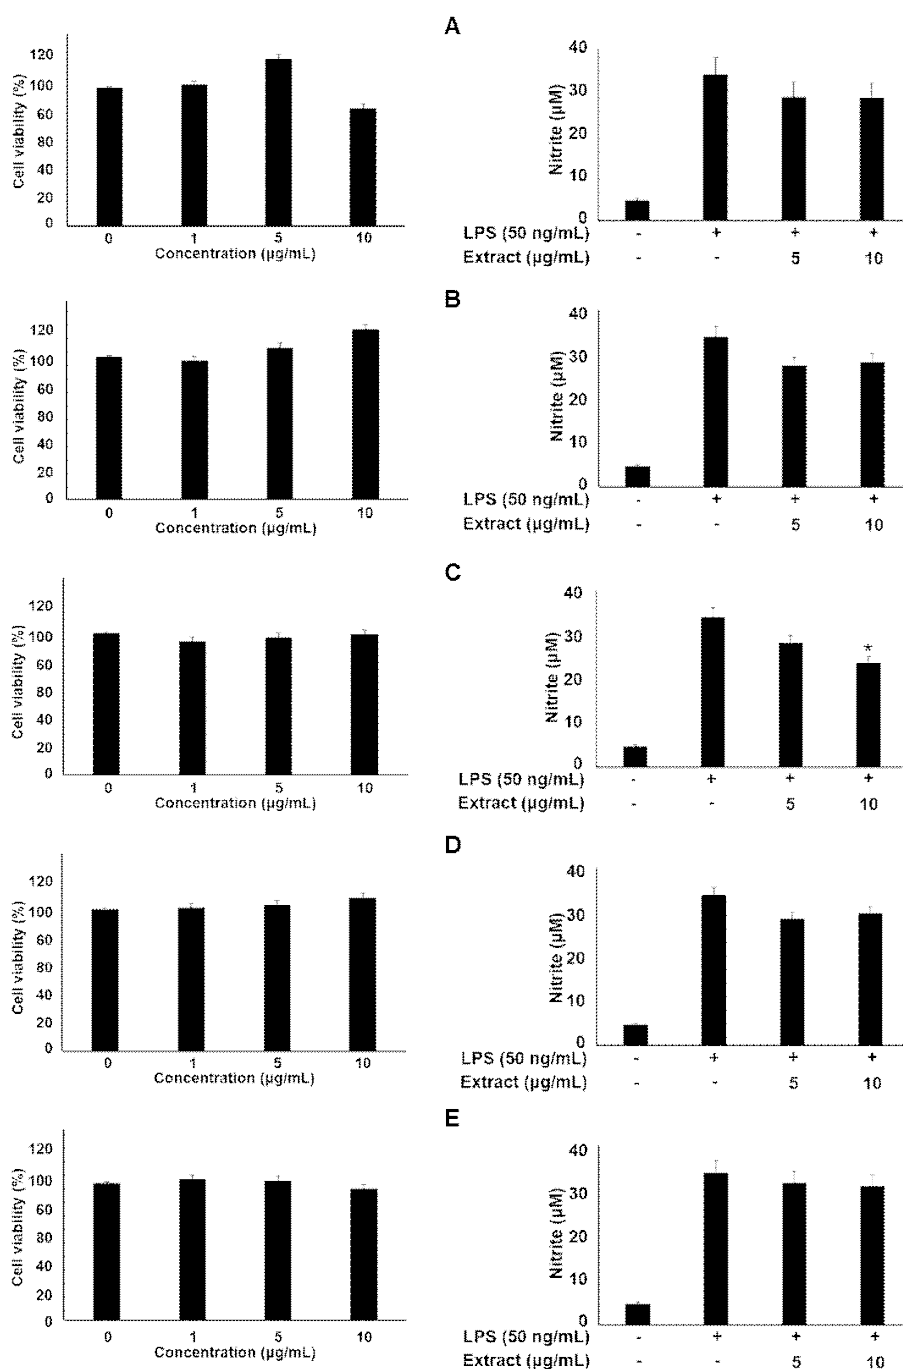 A
Cell viability (%)
120
100
60
80
40
20
0
0 1 5 10
Concentration (µg/mL)
Nitrite (µM)
40
30
20
10
0
LPS (50 ng/mL) - + + +
Extract (µg/mL) - - 5 10
B
Cell viability (%)
120
100
60
80
40
20
0
0 1 5 10
Concentration (µg/mL)
Nitrite (µM)
40
30
20
10
0
LPS (50 ng/mL) - + + +
Extract (µg/mL) - - 5 10
C
Cell viability (%)
120
100
60
80
40
20
0
0 1 5 10
Concentration (µg/mL)
Nitrite (µM)
40
30
20
10
0
*
LPS (50 ng/mL) - + + +
Extract (µg/mL) - - 5 10
D
Cell viability (%)
120
100
60
80
40
20
0
0 1 5 10
Concentration (µg/mL)
Nitrite (µM)
40
30
20
10
0
LPS (50 ng/mL) - + + +
Extract (µg/mL) - - 5 10
E
Cell viability (%)
120
100
60
80
40
20
0
0 1 5 10
Concentration (µg/mL)
Nitrite (µM)
40
30
20
10
0
LPS (50 ng/mL) - + + +
Extract (µg/mL) - - 5 10